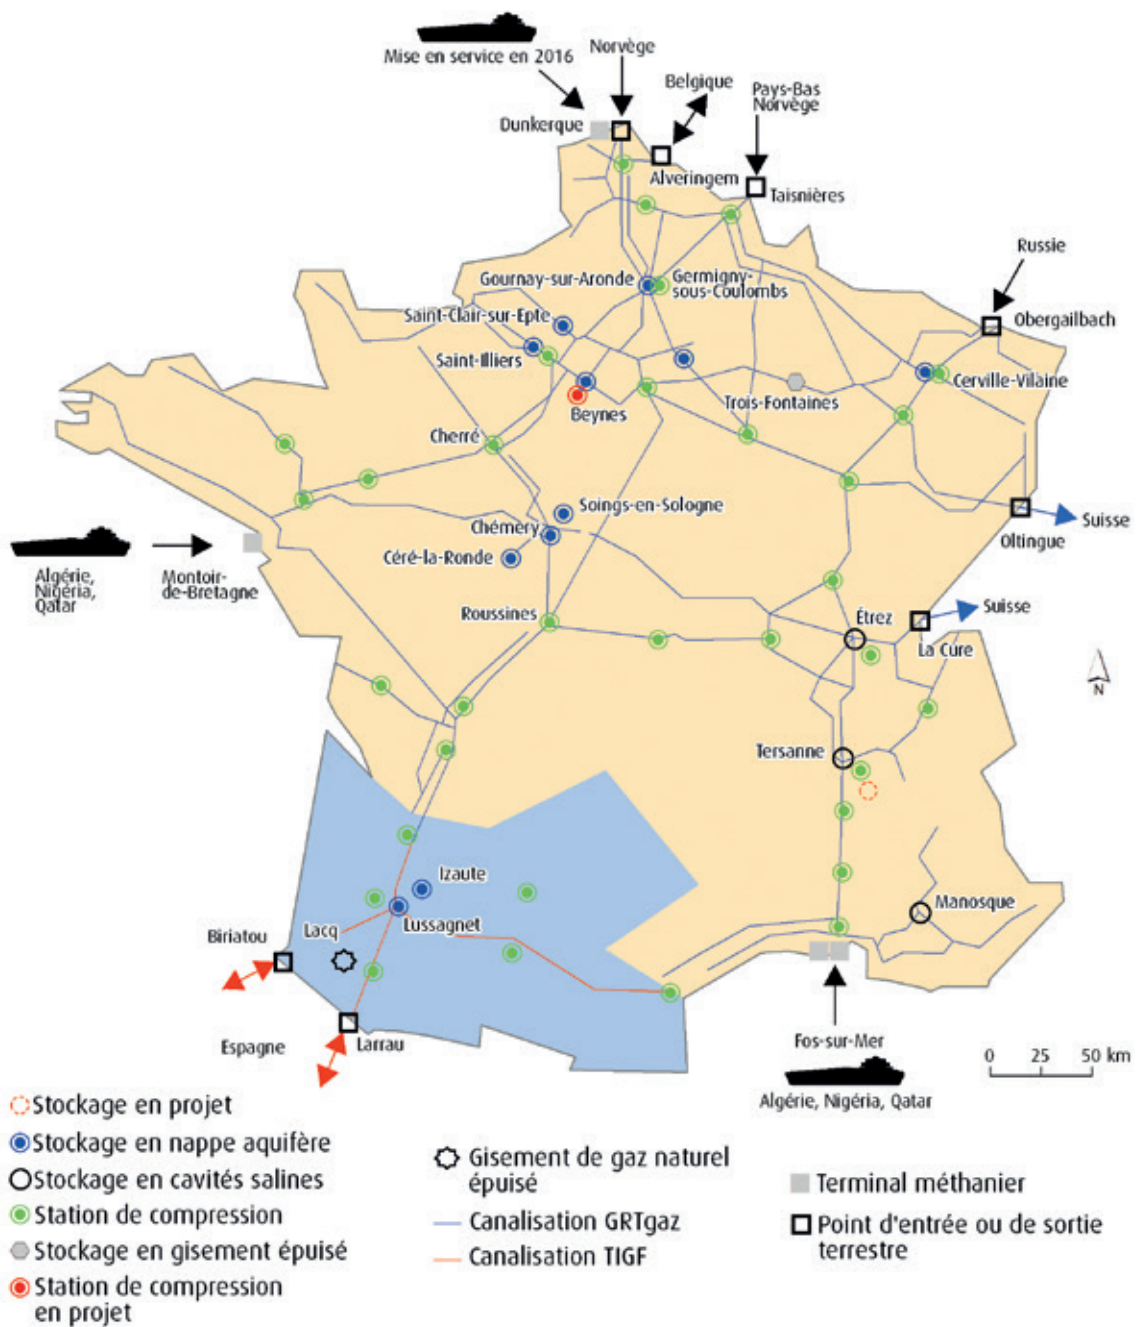 Mise en service en 2016
Norvège
Belgique
Pays-Bas
Norvège
Dunkerque
Alveringem
Taisnières
Russie
Obergailbach
Gournay-sur-Aronde
Germigny-
sous-Coulombs
Saint-Clair-sur-Epte
Saint-Illiers
Beynes
Trois-Fontaines
Cerville-Vilaine
Cherré
Soings-en-Sologne
Chémery
Céré-la-Ronde
Oltingue
Suisse
Algérie,
Nigéria,
Qatar
Montoir-
de-Bretagne
Roussines
Étrez
Suisse
La Cure
N
Tersanne
Izaute
Lussagnet
Lacq
Manosque
Biriatou
Espagne
Larrau
Fos-sur-Mer
Algérie, Nigéria, Qatar
0 25 50 km
Stockage en projet
Stockage en nappe aquifère
Stockage en cavités salines
Station de compression
Stockage en gisement épuisé
Station de compression
en projet
Gisement de gaz naturel
épuisé
Canalisation GRTgaz
Canalisation TIGF
Terminal méthanier
Point d'entrée ou de sortie
terrestre